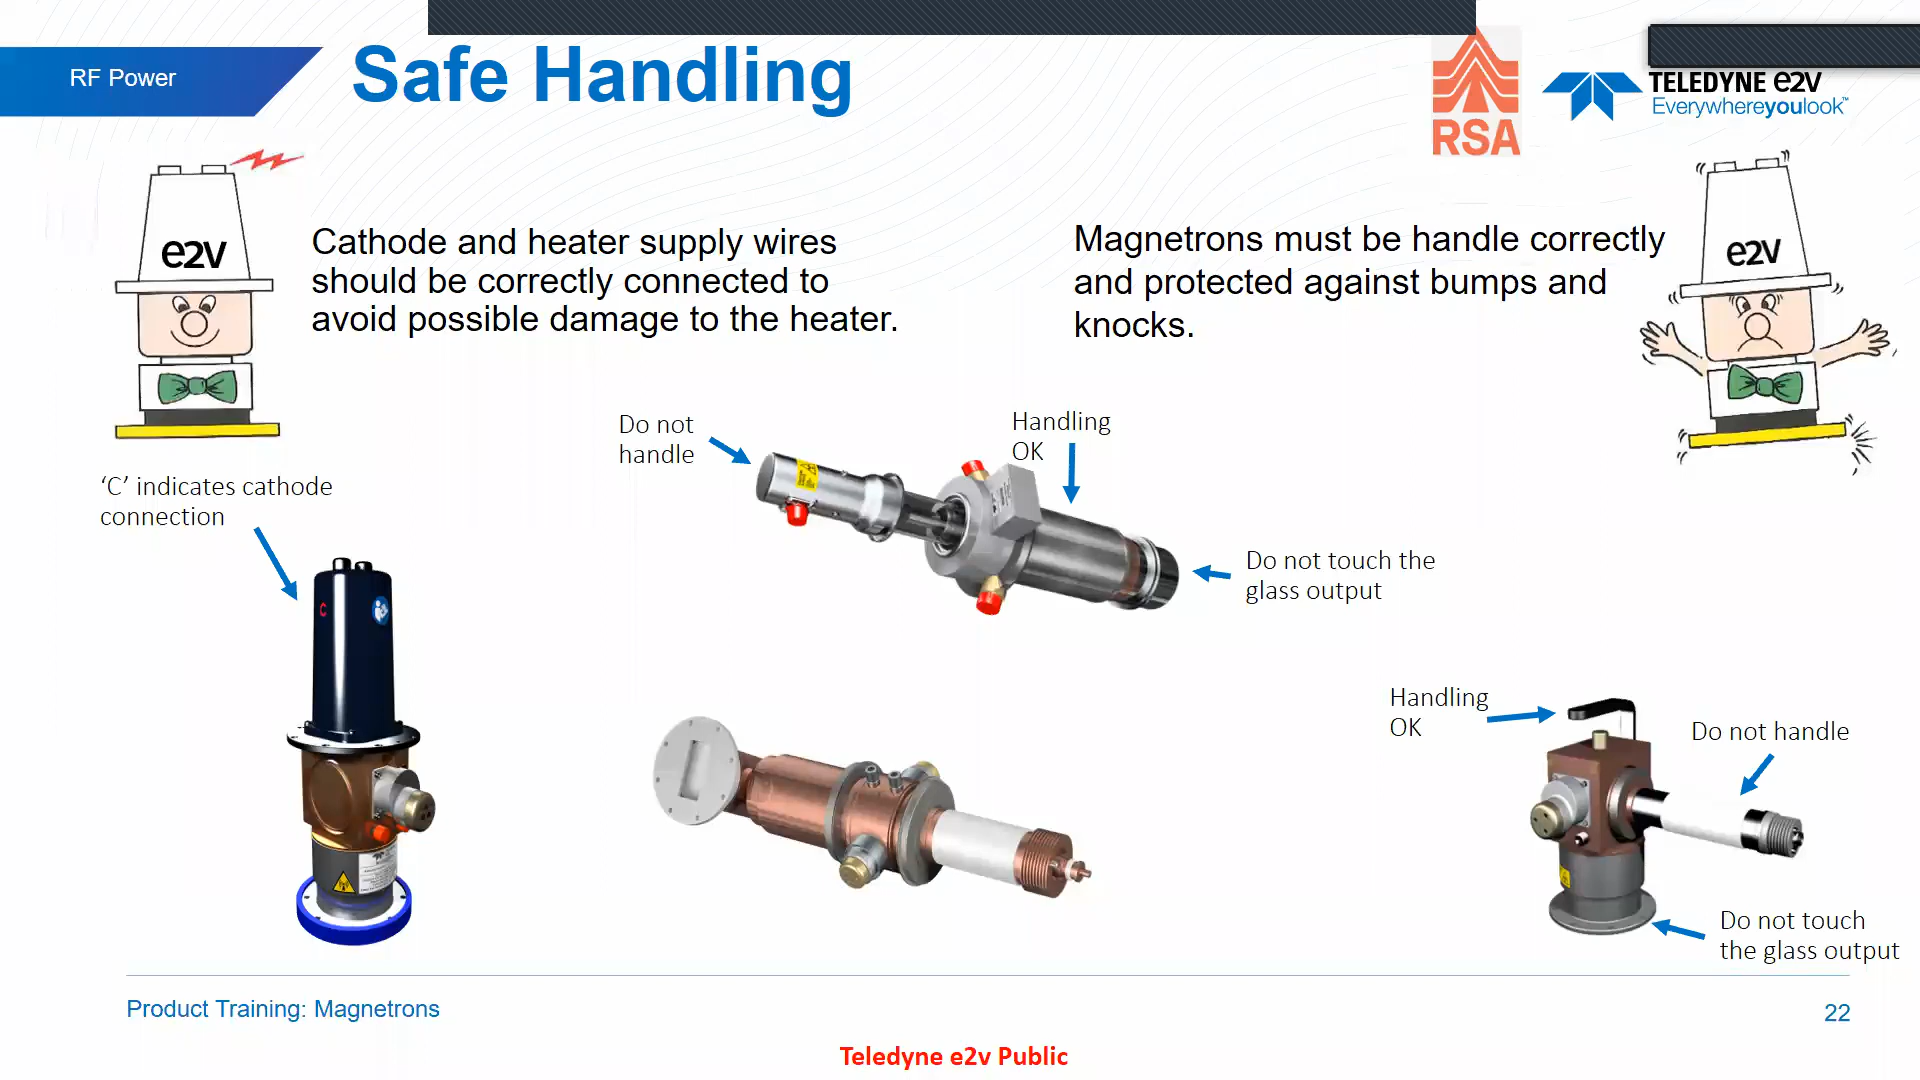 RF Power
Safe Handling
RSA
TELEDYNE e2v
Everywhereyoulook™
e2v
Cathode and heater supply wires
should be correctly connected to
avoid possible damage to the heater.
Magnetrons must be handle correctly
and protected against bumps and
knocks.
e2v
Do not
handle
Handling
OK
‘C’ indicates cathode
connection
Do not touch the
glass output
C
Handling
OK
Do not handle
Do not touch
the glass output
Product Training: Magnetrons
22
Teledyne e2v Public